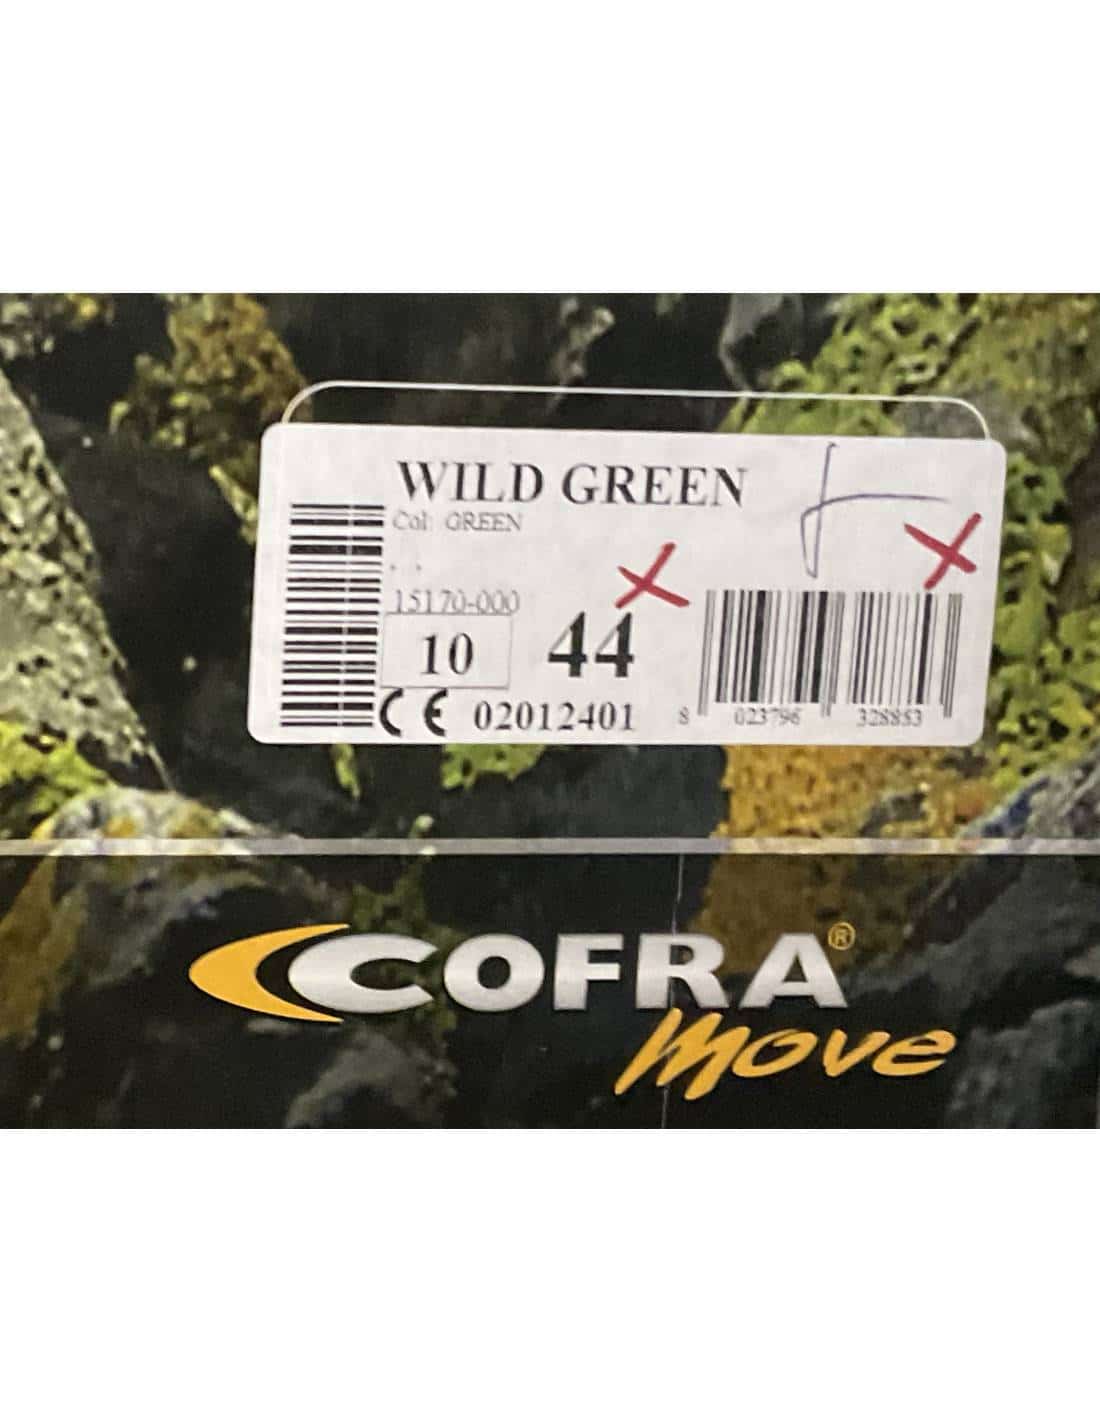 WILD GREEN
Col: GREEN
15170-000
10 44
CE 02012401
8 023796 328853
COFRA®
move